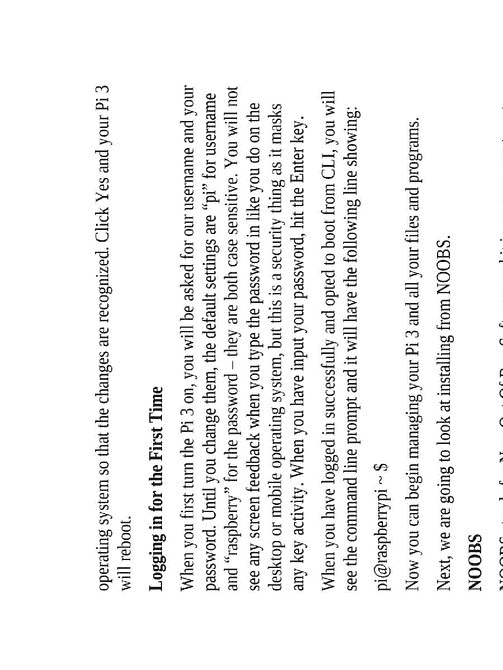 operating system so that the changes are recognized. Click Yes and your Pi 3
will reboot.
Logging in for the First Time
When you first turn the Pi 3 on, you will be asked for our username and your
password. Until you change them, the default settings are “pi” for username
and “raspberry” for the password – they are both case sensitive. You will not
see any screen feedback when you type the password in like you do on the
desktop or mobile operating system, but this is a security thing as it masks
any key activity. When you have input your password, hit the Enter key.
When you have logged in successfully and opted to boot from CLI, you will
see the command line prompt and it will have the following line showing:
pi@raspberrypi ~ $
Now you can begin managing your Pi 3 and all your files and programs.
Next, we are going to look at installing from NOOBS.
NOOBS